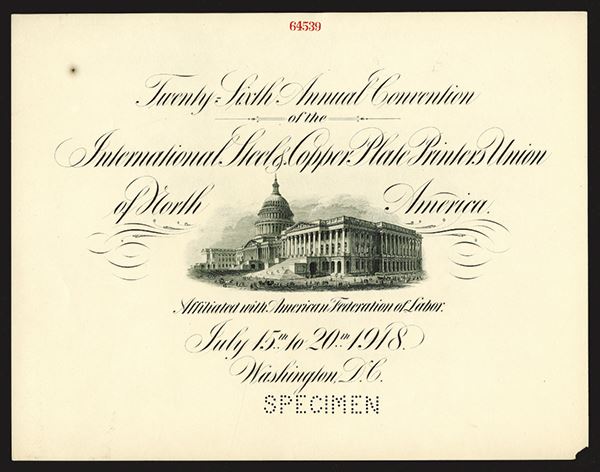 64539
Twenty-Sixth Annual Convention
of the
International Steel & Copper Plate Printers Union
of North America.
Affiliated with American Federation of Labor.
July 15th to 20th 1918.
Washington, D.C.
SPECIMEN